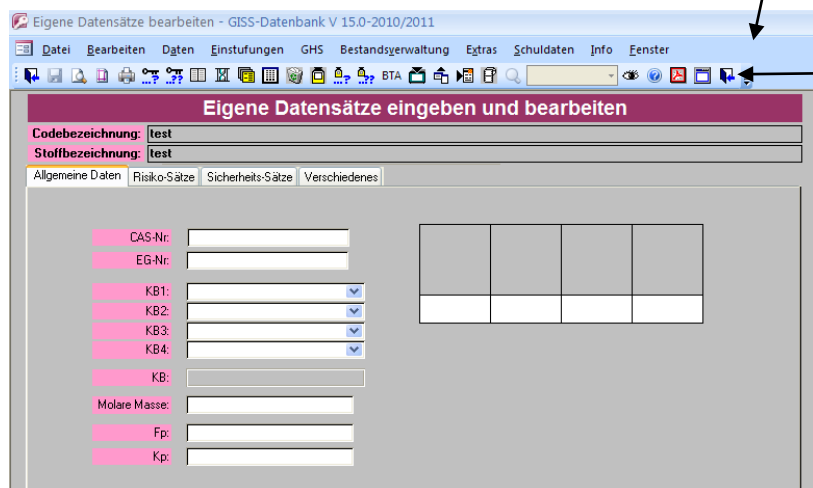 Eigene Datensätze bearbeiten - GISS-Datenbank V 15.0-2010/2011
Datei Bearbeiten Daten Einstufungen GHS Bestandsverwaltung Extras Schuldaten Info Fenster
BTA
Eigene Datensätze eingeben und bearbeiten
Codebezeichnung: test
Stoffbezeichnung: test
Allgemeine Daten Risiko-Sätze Sicherheits-Sätze Verschiedenes
CAS-Nr:
EG-Nr:
KB1:
KB2:
KB3:
KB4:
KB:
Molare Masse:
Fp:
Kp: